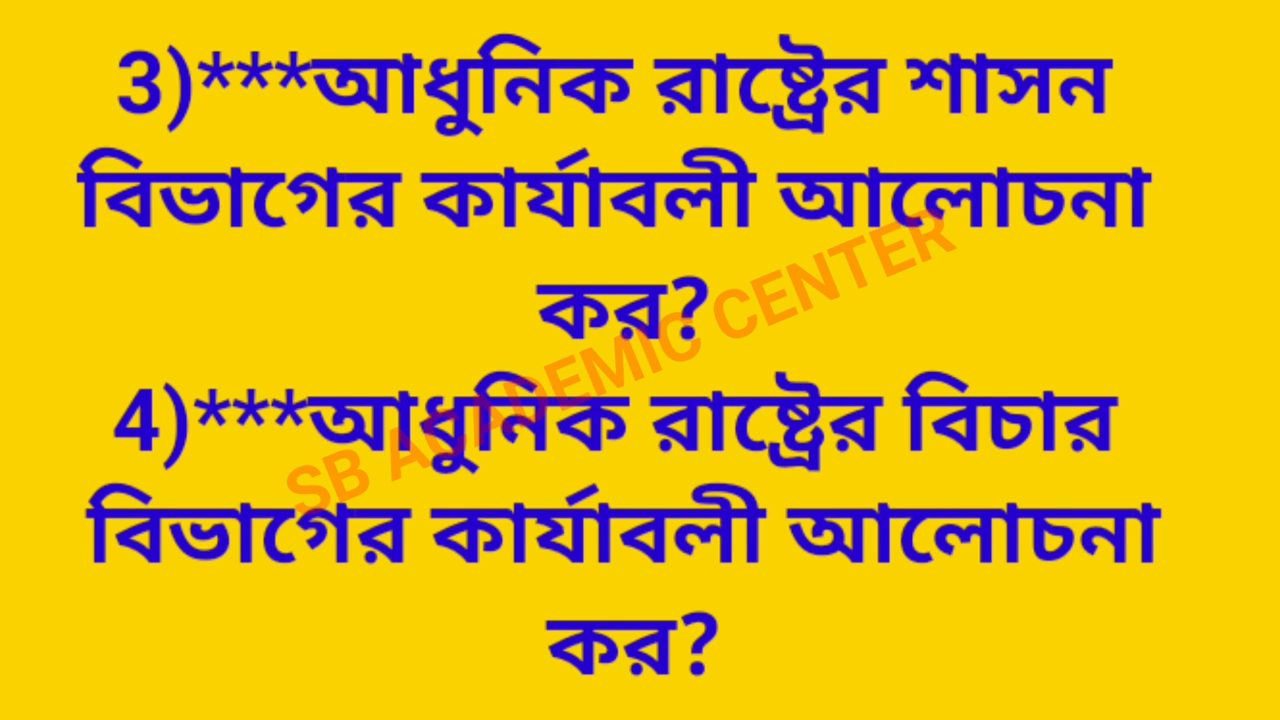 3)***আধুনিক রাষ্ট্রের শাসন
বিভাগের কার্যাবলী আলোচনা
কর?
4)***আধুনিক রাষ্ট্রের বিচার
বিভাগের কার্যাবলী আলোচনা
কর?
SB ACADEMIC CENTER